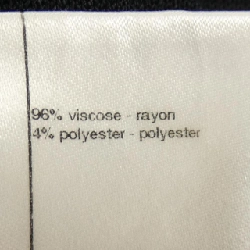 96% viscose - rayon
4% polyester - polyester